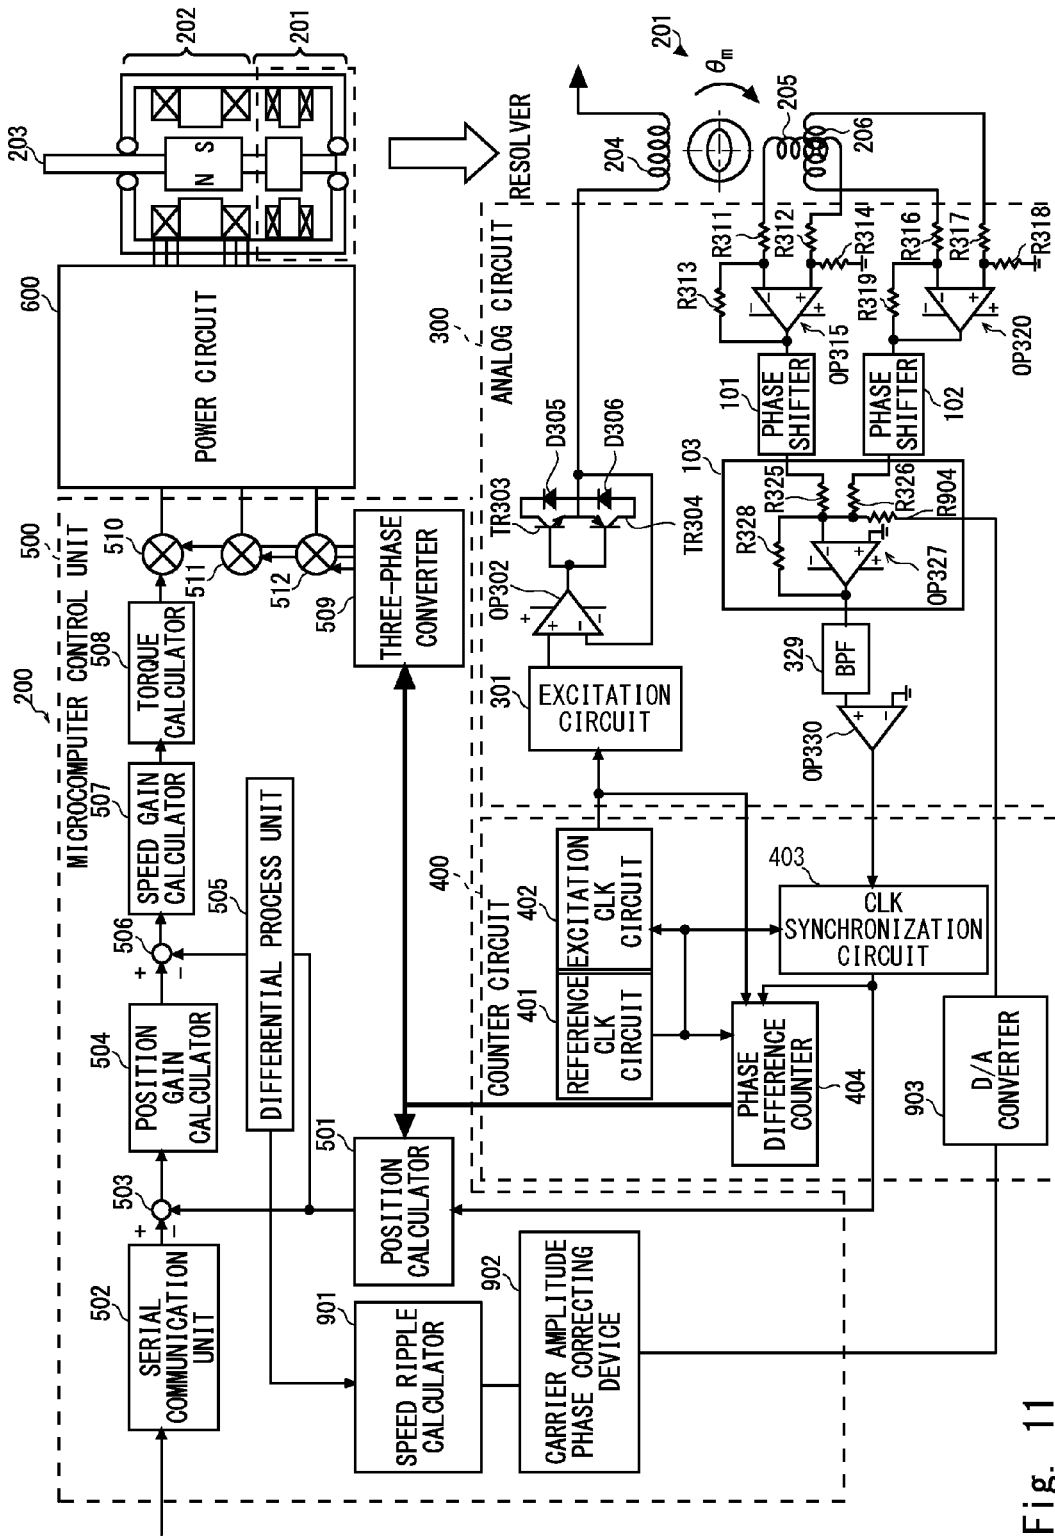 200
MICROCOMPUTER CONTROL UNIT
500
502
SERIAL
COMMUNICATION
UNIT
+
−
503
504
POSITION
GAIN
CALCULATOR
+
−
506
507
SPEED GAIN
CALCULATOR
508
TORQUE
CALCULATOR
510
511
512
505
DIFFERENTIAL PROCESS UNIT
501
POSITION
CALCULATOR
509
THREE-PHASE
CONVERTER
901
SPEED RIPPLE
CALCULATOR
902
CARRIER AMPLITUDE
PHASE CORRECTING
DEVICE
600
POWER CIRCUIT
203
202
201
N
S
RESOLVER
201
θm
204
205
206
COUNTER CIRCUIT
400
401
REFERENCE
CLK
CIRCUIT
402
EXCITATION
CLK
CIRCUIT
403
CLK
SYNCHRONIZATION
CIRCUIT
PHASE
DIFFERENCE
COUNTER
404
903
D/A
CONVERTER
ANALOG CIRCUIT
300
301
EXCITATION
CIRCUIT
OP302
+
+
−
−
TR303
TR304
D305
D306
R311
R312
R313
R314
−
−
+
+
OP315
R316
R317
R318
R319
−
−
+
+
OP320
101
PHASE
SHIFTER
PHASE
SHIFTER
102
103
R325
R326
R328
R904
−
−
+
+
OP327
329
BPF
OP330
+
−
Fig. 11